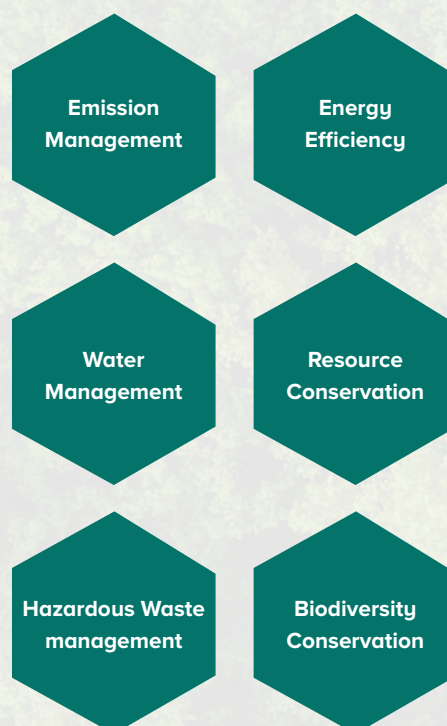 Emission
Management
Energy
Efficiency
Water
Management
Resource
Conservation
Hazardous Waste
management
Biodiversity
Conservation